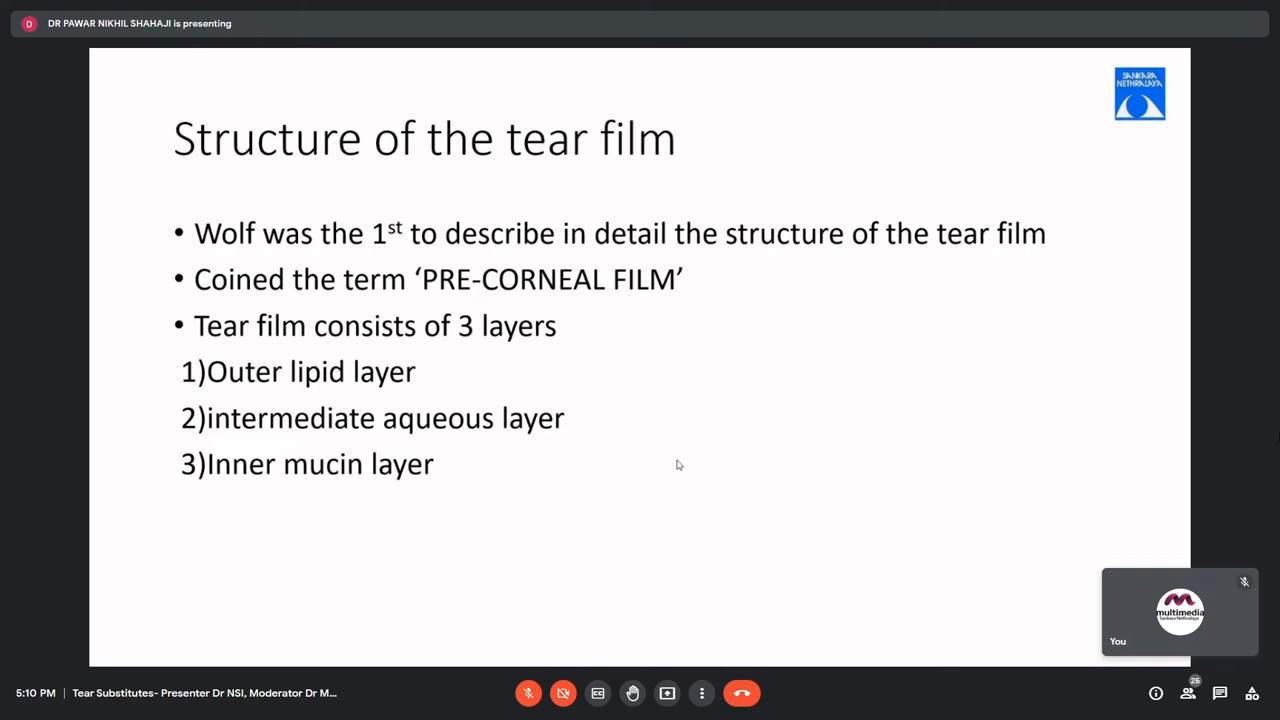 D DR PAWAR NIKHIL SHAHAJI is presenting
SANKARA
NETHRALAYA
Structure of the tear film
• Wolf was the 1st to describe in detail the structure of the tear film
• Coined the term ‘PRE-CORNEAL FILM’
• Tear film consists of 3 layers
1)Outer lipid layer
2)intermediate aqueous layer
3)Inner mucin layer
multimedia
Sankara Nethralaya
You
5:10 PM | Tear Substitutes- Presenter Dr NSI, Moderator Dr M...
CC
25